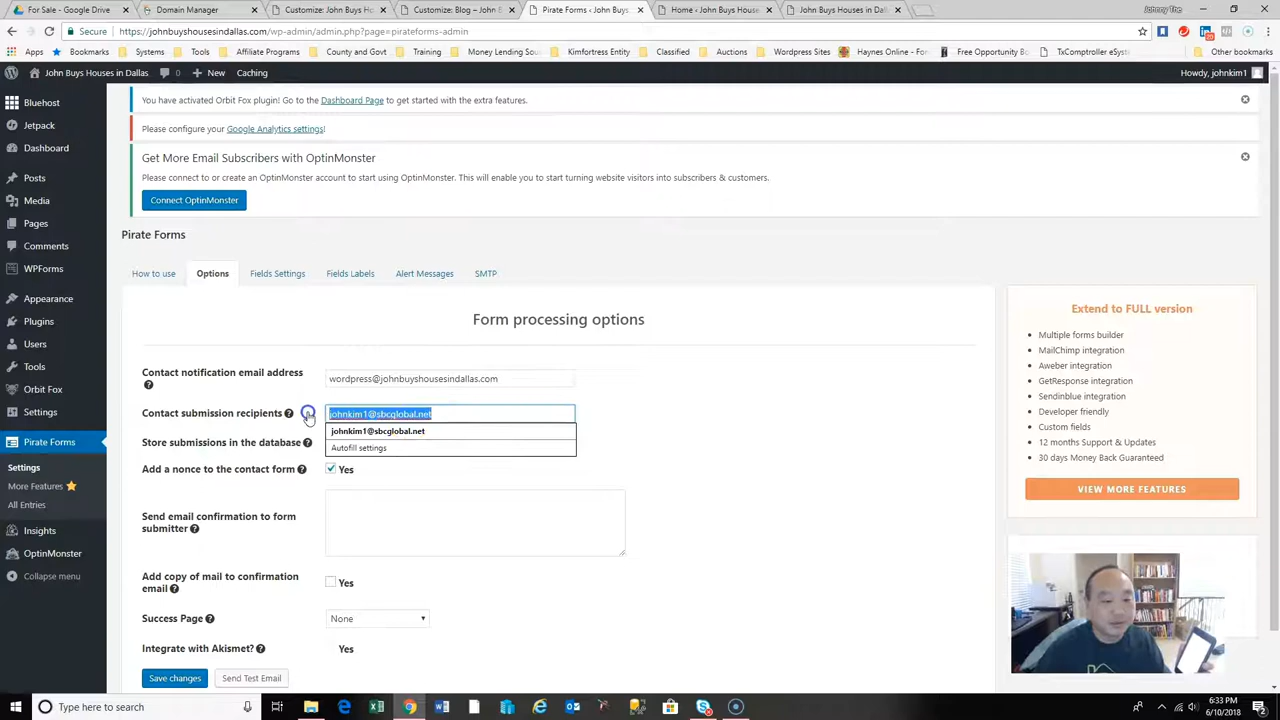 For Sale - Google Drive
Domain Manager
Customize: Blog – John B
Pirate Forms ‹ John Buys
Home ‹ John Buys Houses
John Buys Houses in Dall
Johnny The
Secure https://johnbuyshousesindallas.com/wp-admin/admin.php?page=pirateforms-admin
Apps Bookmarks Systems Tools Affiliate Programs County and Govt Training Money Lending Sou Kimfortress Entity Classified Auctions Wordpress Sites Haynes Online - Forec Free Opportunity Bo TxComptroller eSyste Other bookmarks
John Buys Houses in Dallas 0 New Caching Howdy, johnkim1
Bluehost
Jetpack
Dashboard
Posts
Media
Pages
Comments
WPForms
Appearance
Plugins
Users
Tools
Orbit Fox
Settings
Pirate Forms
Settings
More Features
All Entries
Insights
OptinMonster
Collapse menu
You have activated Orbit Fox plugin! Go to the Dashboard Page to get started with the extra features.
Please configure your Google Analytics settings!
Get More Email Subscribers with OptinMonster
Please connect to or create an OptinMonster account to start using OptinMonster. This will enable you to start turning website visitors into subscribers & customers.
Connect OptinMonster
Pirate Forms
How to use Options Fields Settings Fields Labels Alert Messages SMTP
Form processing options
Contact notification email address
wordpress@johnbuyshousesindallas.com
Contact submission recipients
johnkim1@sbcglobal.net
johnkim1@sbcglobal.net
Autofill settings
Store submissions in the database
Add a nonce to the contact form Yes
Send email confirmation to form
submitter
Add copy of mail to confirmation
email Yes
Success Page None
Integrate with Akismet? Yes
Save changes Send Test Email
Extend to FULL version
Multiple forms builder
MailChimp integration
Aweber integration
GetResponse integration
Sendinblue integration
Developer friendly
Custom fields
12 months Support & Updates
30 days Money Back Guaranteed
VIEW MORE FEATURES
Type here to search
6:33 PM
6/10/2018